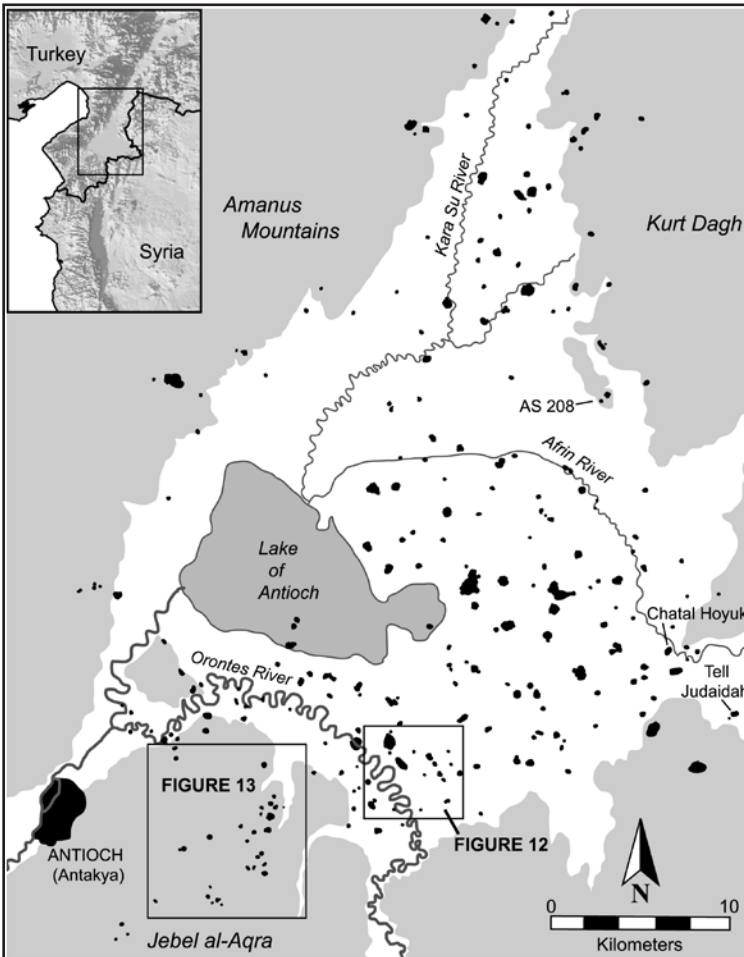 Turkey
Syria
Amanus
Mountains
Kara Su River
Kurt Dagh
AS 208
Afrin River
Lake
of
Antioch
Chatal Hoyuk
Orontes River
Tell
Judaidah
FIGURE 13
FIGURE 12
ANTIOCH
(Antakya)
Jebel al-Aqra
N
0 10
Kilometers